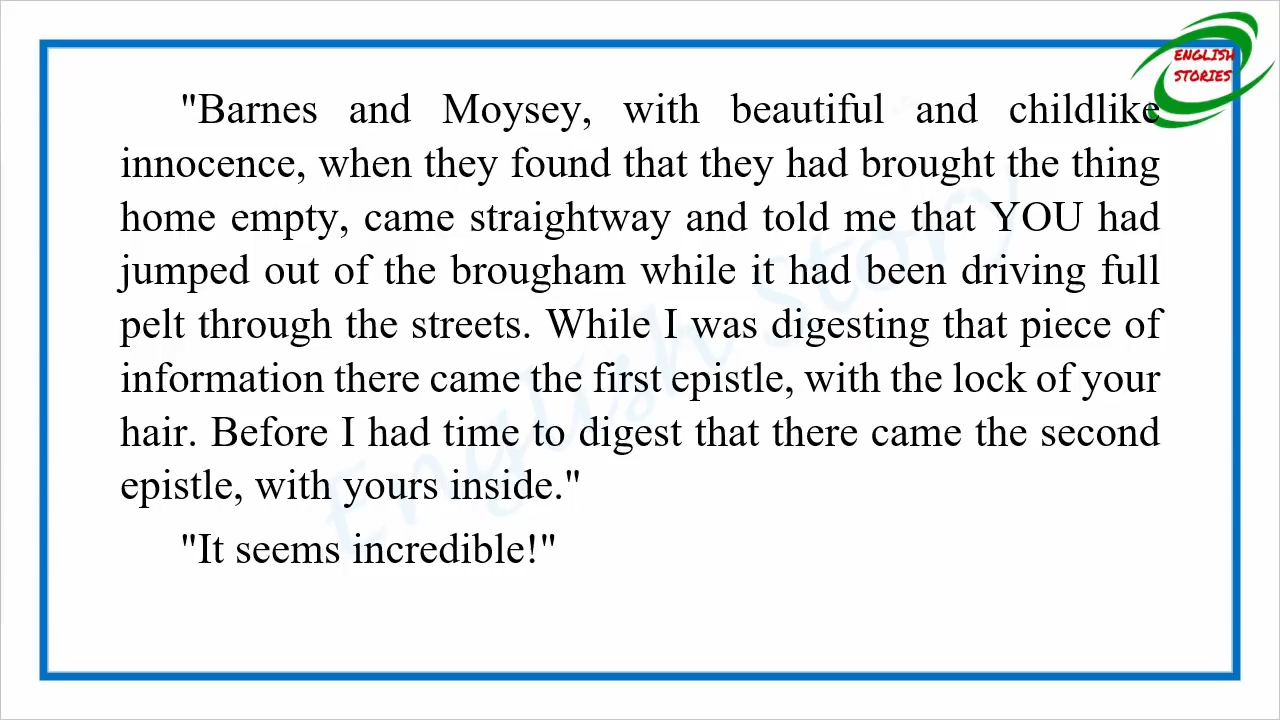 ENGLISH
STORIES
"Barnes and Moysey, with beautiful and childlike
innocence, when they found that they had brought the thing
home empty, came straightway and told me that YOU had
jumped out of the brougham while it had been driving full
pelt through the streets. While I was digesting that piece of
information there came the first epistle, with the lock of your
hair. Before I had time to digest that there came the second
epistle, with yours inside."
"It seems incredible!"
English Story